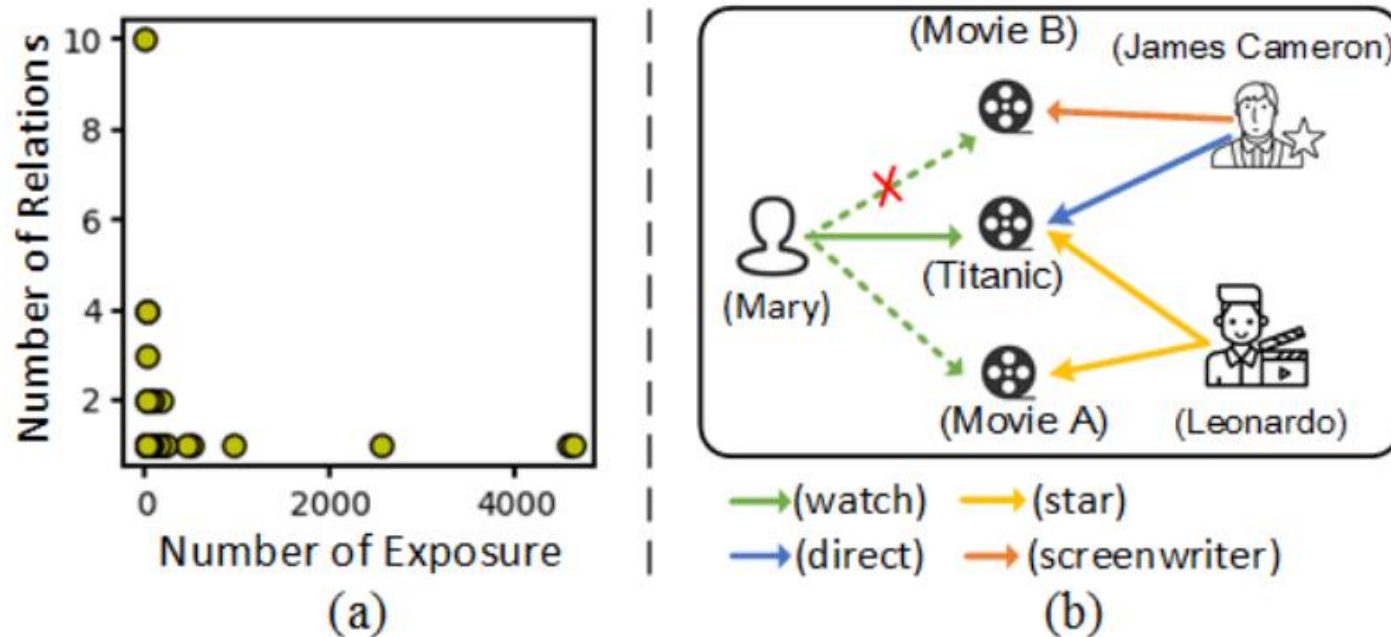 Number of Relations
10
8
6
4
2
0
2000
4000
Number of Exposure
(a)
(Movie B)
(James Cameron)
(Mary)
(Titanic)
(Movie A)
(Leonardo)
(watch)
(star)
(direct)
(screenwriter)
(b)